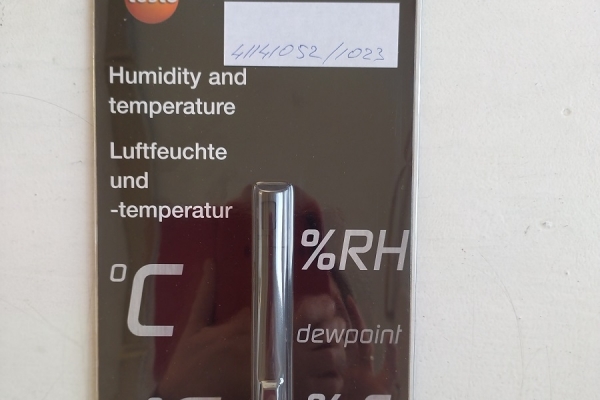 testo
41141052/1023
Humidity and
temperature
Luftfeuchte
und
-temperatur
%RH
°C
dewpoint